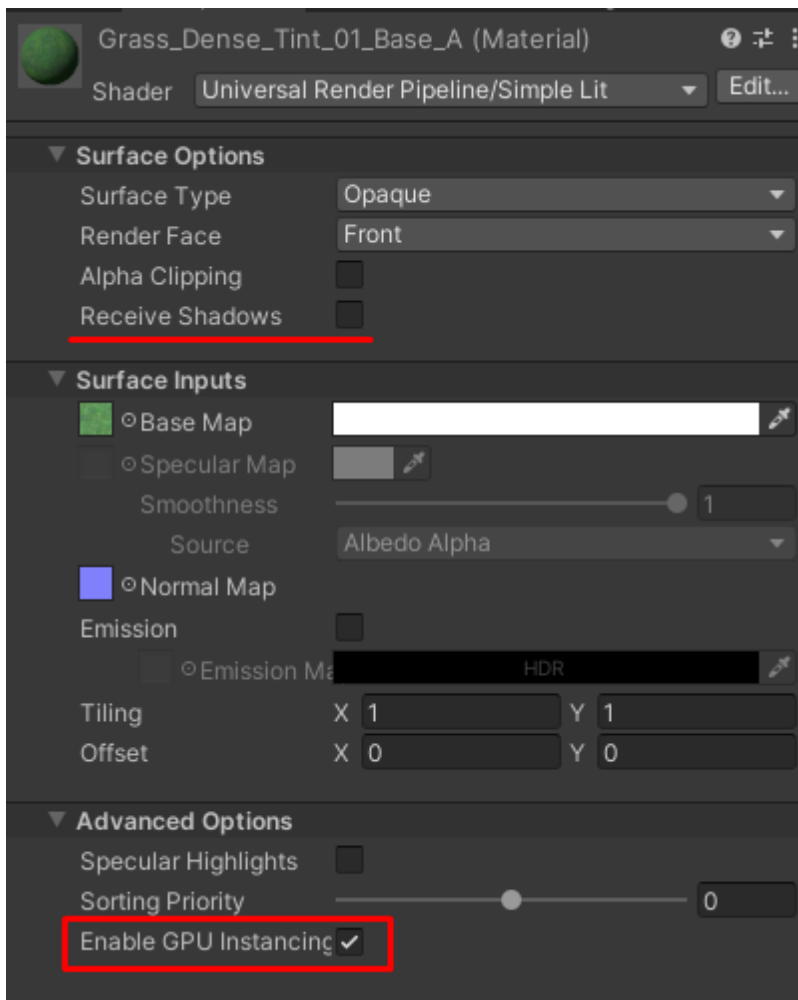 Grass_Dense_Tint_01_Base_A (Material)
Shader Universal Render Pipeline/Simple Lit Edit...
Surface Options
Surface Type Opaque
Render Face Front
Alpha Clipping
Receive Shadows
Surface Inputs
Base Map
Specular Map
Smoothness 1
Source Albedo Alpha
Normal Map
Emission
Emission Ma HDR
Tiling X 1 Y 1
Offset X 0 Y 0
Advanced Options
Specular Highlights
Sorting Priority 0
Enable GPU Instancing